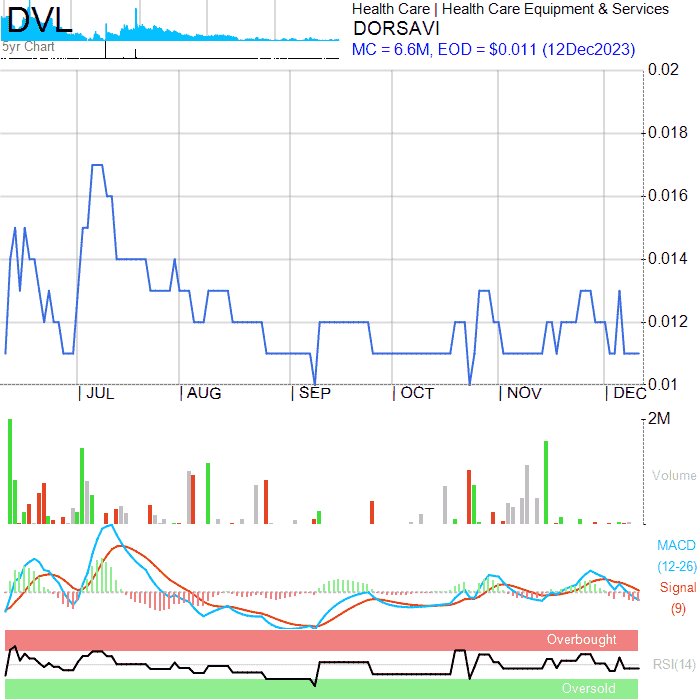 DVL
5yr Chart
Health Care | Health Care Equipment & Services
DORSAVI
MC = 6.6M, EOD = $0.011 (12Dec2023)
0.02
0.018
0.016
0.014
0.012
0.01
JUL AUG SEP OCT NOV DEC
2M
Volume
MACD
(12-26)
Signal
(9)
Overbought
RSI(14)
Oversold